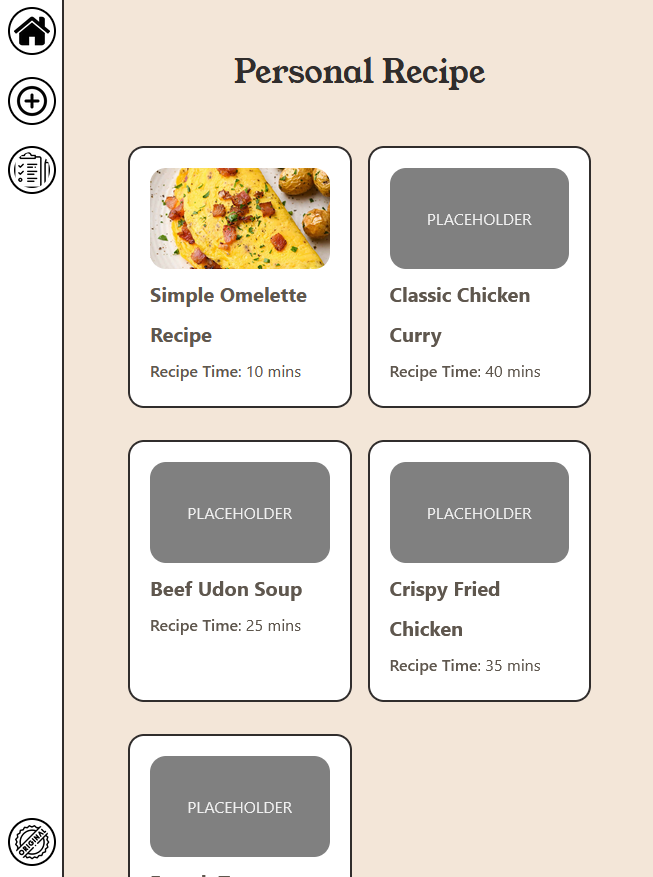 Personal Recipe
PLACEHOLDER
Simple Omelette
Recipe
Recipe Time: 10 mins
Classic Chicken
Curry
Recipe Time: 40 mins
PLACEHOLDER
Beef Udon Soup
Recipe Time: 25 mins
PLACEHOLDER
Crispy Fried
Chicken
Recipe Time: 35 mins
PLACEHOLDER
ORIGINAL